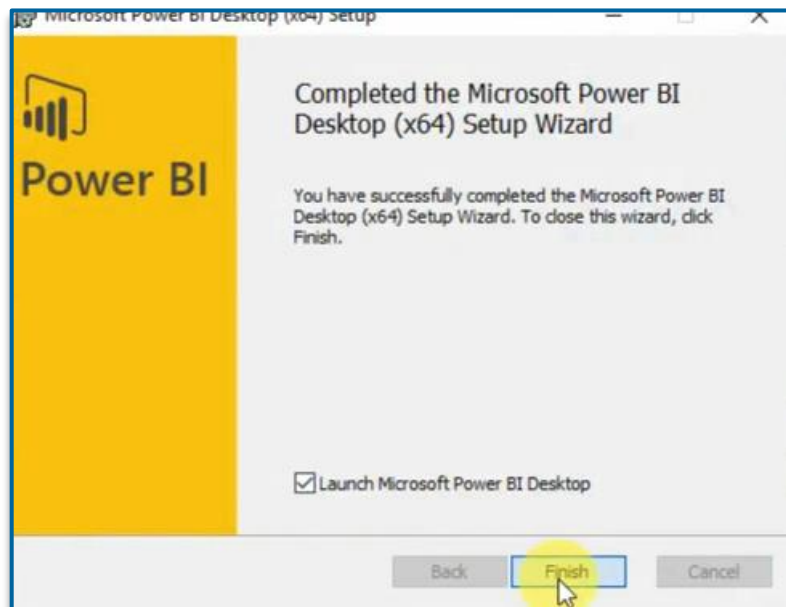 Microsoft Power BI Desktop (x64) Setup
Power BI
Completed the Microsoft Power BI
Desktop (x64) Setup Wizard
You have successfully completed the Microsoft Power BI
Desktop (x64) Setup Wizard. To close this wizard, click
Finish.
Launch Microsoft Power BI Desktop
Back
Finish
Cancel